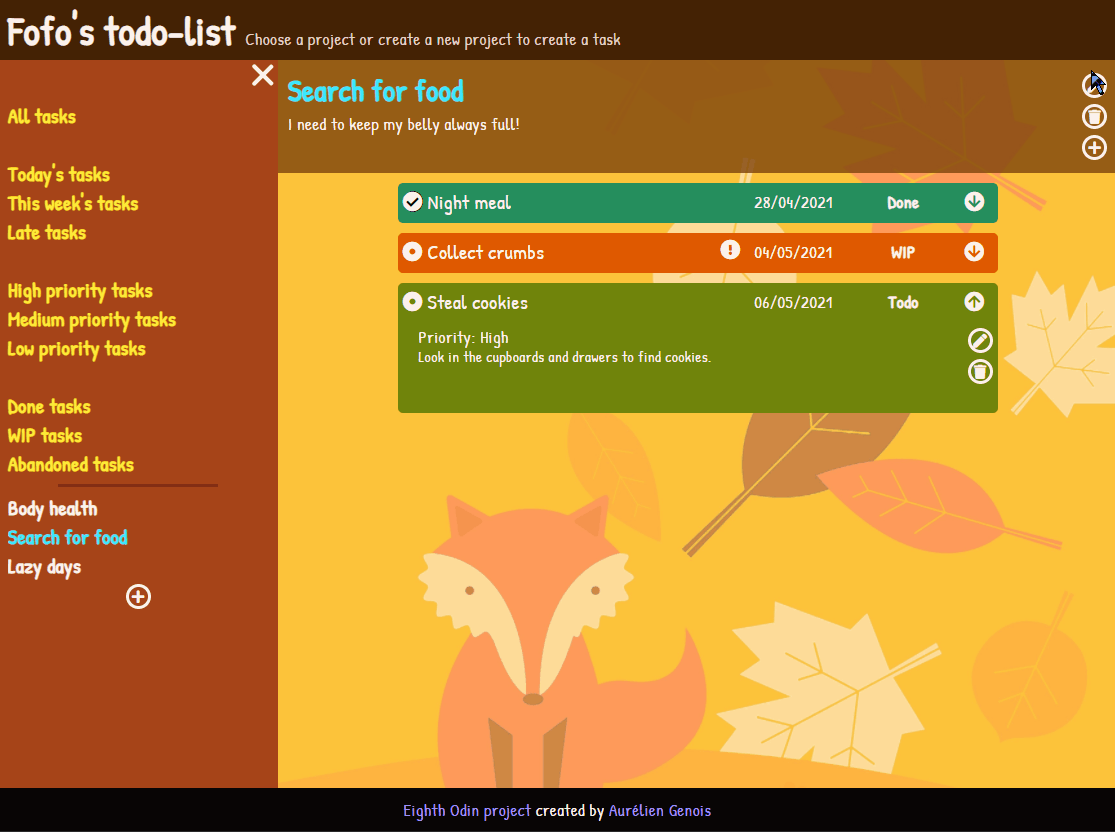 Fofo's todo-list Choose a project or create a new project to create a task
All tasks
Today's tasks
This week's tasks
Late tasks
High priority tasks
Medium priority tasks
Low priority tasks
Done tasks
WIP tasks
Abandoned tasks
Body health
Search for food
Lazy days
Search for food
I need to keep my belly always full!
Night meal 28/04/2021 Done
Collect crumbs 04/05/2021 WIP
Steal cookies 06/05/2021 Todo
Priority: High
Look in the cupboards and drawers to find cookies.
Eighth Odin project created by Aurélien Genois